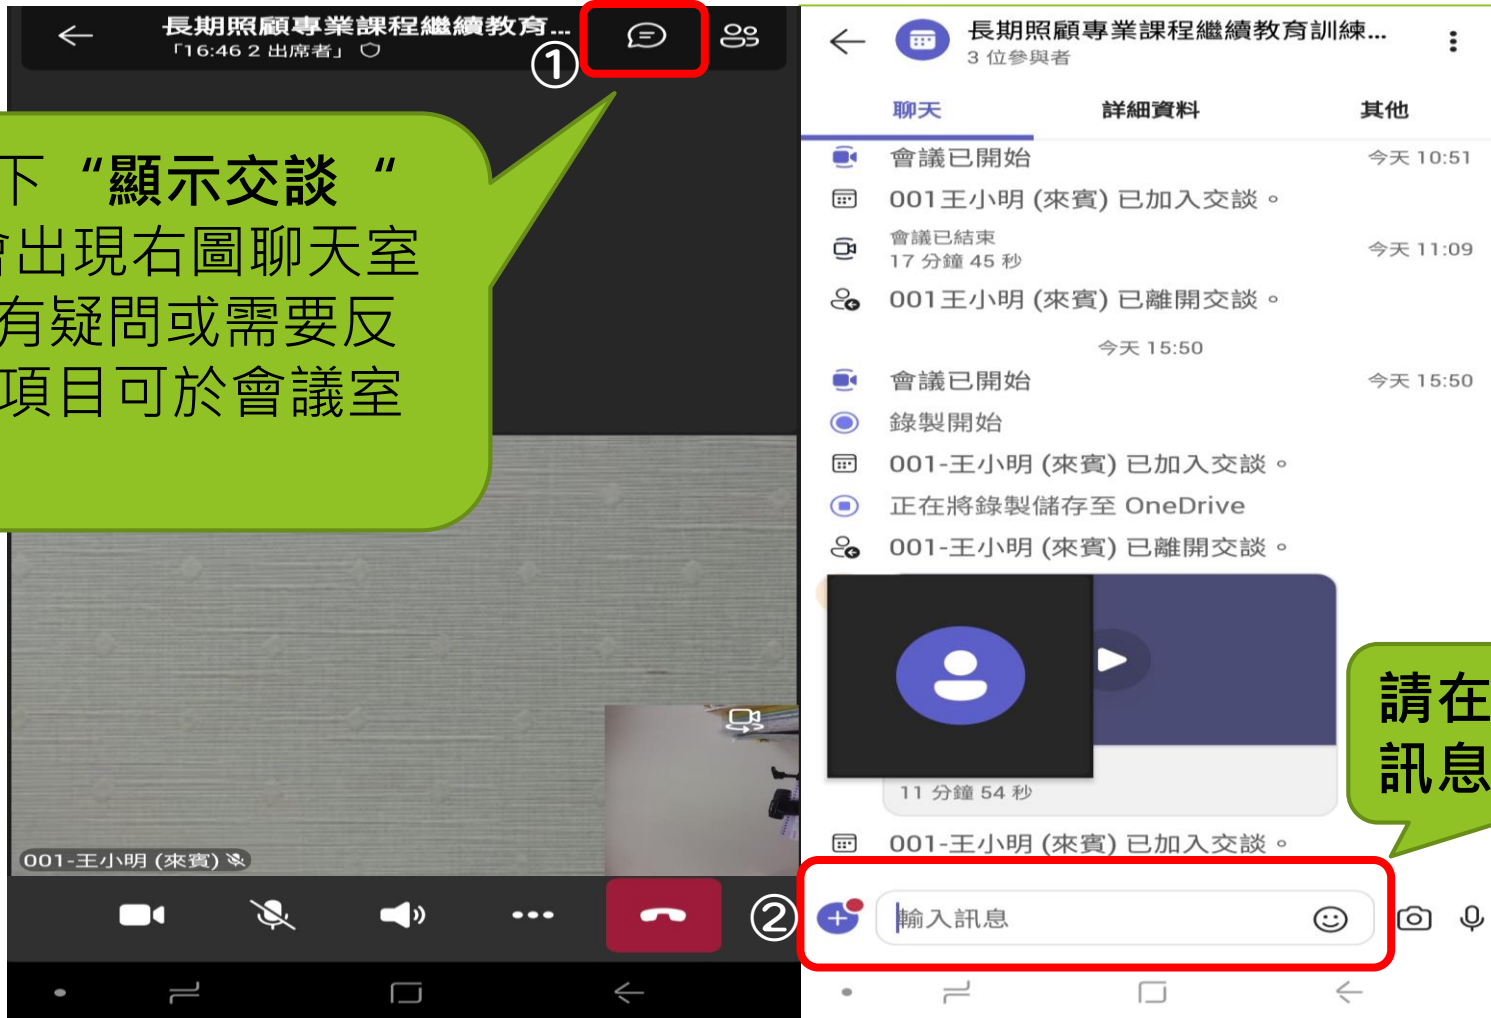 長期照顧專業課程繼續教育...
「16:46 2 出席者」
①
下“顯示交談“
會出現右圖聊天室
有疑問或需要反
項目可於會議室
001-王小明 (來賓)
②
長期照顧專業課程繼續教育訓練...
3 位參與者
聊天 詳細資料 其他
會議已開始 今天 10:51
001王小明 (來賓) 已加入交談。
會議已結束 今天 11:09
17 分鐘 45 秒
001王小明 (來賓) 已離開交談。
今天 15:50
會議已開始 今天 15:50
錄製開始
001-王小明 (來賓) 已加入交談。
正在將錄製儲存至 OneDrive
001-王小明 (來賓) 已離開交談。
11 分鐘 54 秒
請在
訊息
001-王小明 (來賓) 已加入交談。
輸入訊息